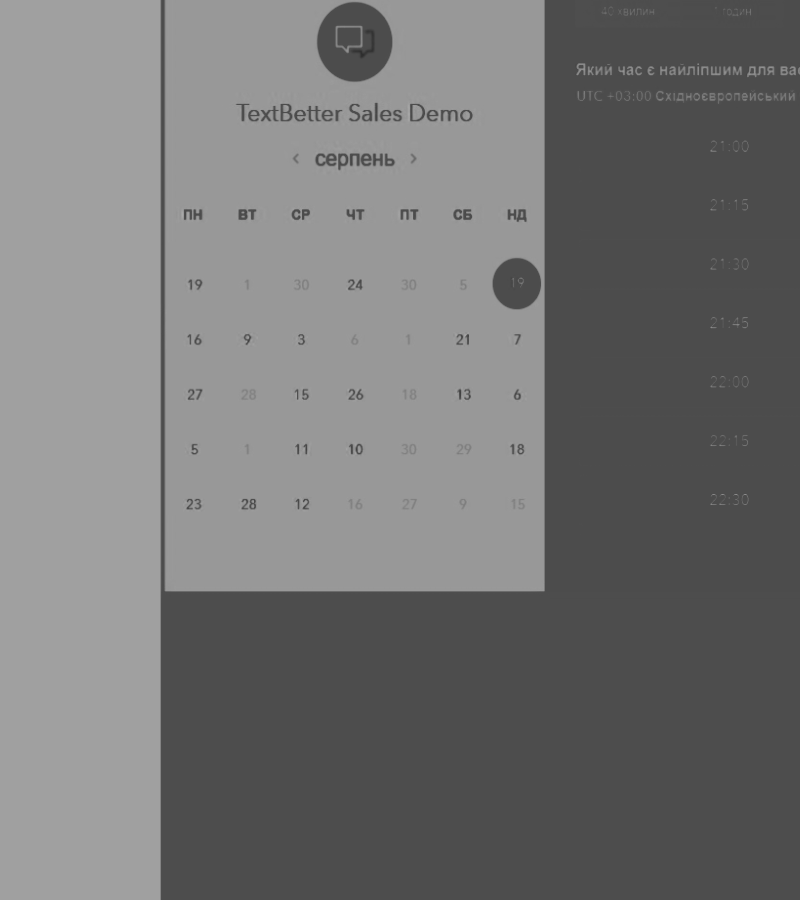 40 хвилин
1 годин
TextBetter Sales Demo
серпень
ПН ВТ СР ЧТ ПТ СБ НД
19 1 30 24 30 5 19
16 9 3 6 1 21 7
27 28 15 26 18 13 6
5 1 11 10 30 29 18
23 28 12 16 27 9 15
Який час є найліпшим для вас
UTC +03:00 Східноєвропейський
21:00
21:15
21:30
21:45
22:00
22:15
22:30